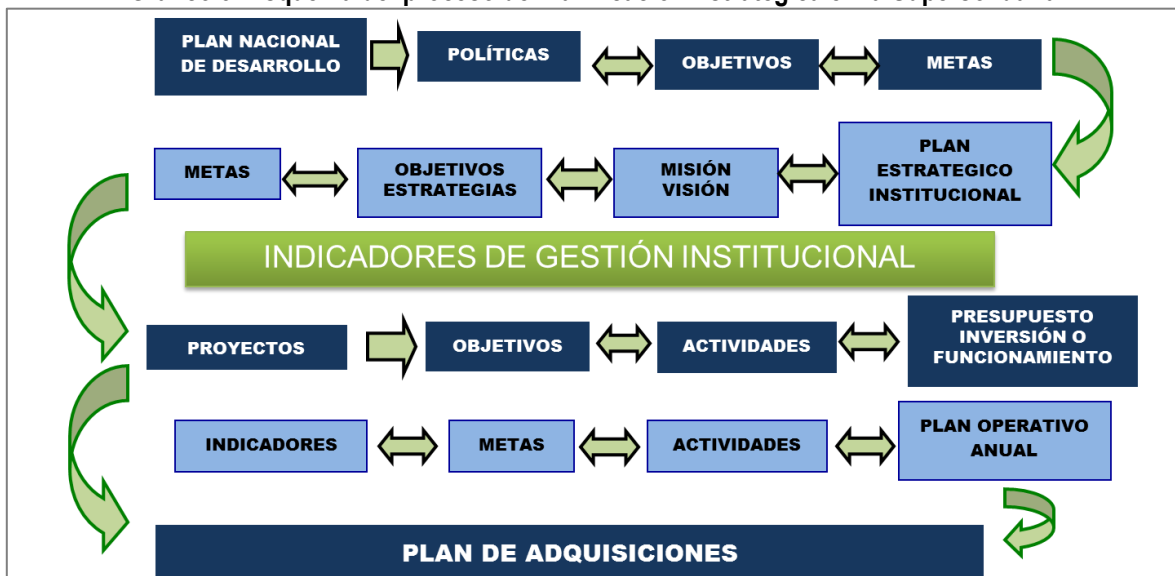 PLAN NACIONAL
DE DESARROLLO
POLÍTICAS
OBJETIVOS
METAS
METAS
OBJETIVOS
ESTRATEGIAS
MISIÓN
VISIÓN
PLAN
ESTRATEGICO
INSTITUCIONAL
INDICADORES DE GESTIÓN INSTITUCIONAL
PROYECTOS
OBJETIVOS
ACTIVIDADES
PRESUPUESTO
INVERSIÓN O
FUNCIONAMIENTO
INDICADORES
METAS
ACTIVIDADES
PLAN OPERATIVO
ANUAL
PLAN DE ADQUISICIONES